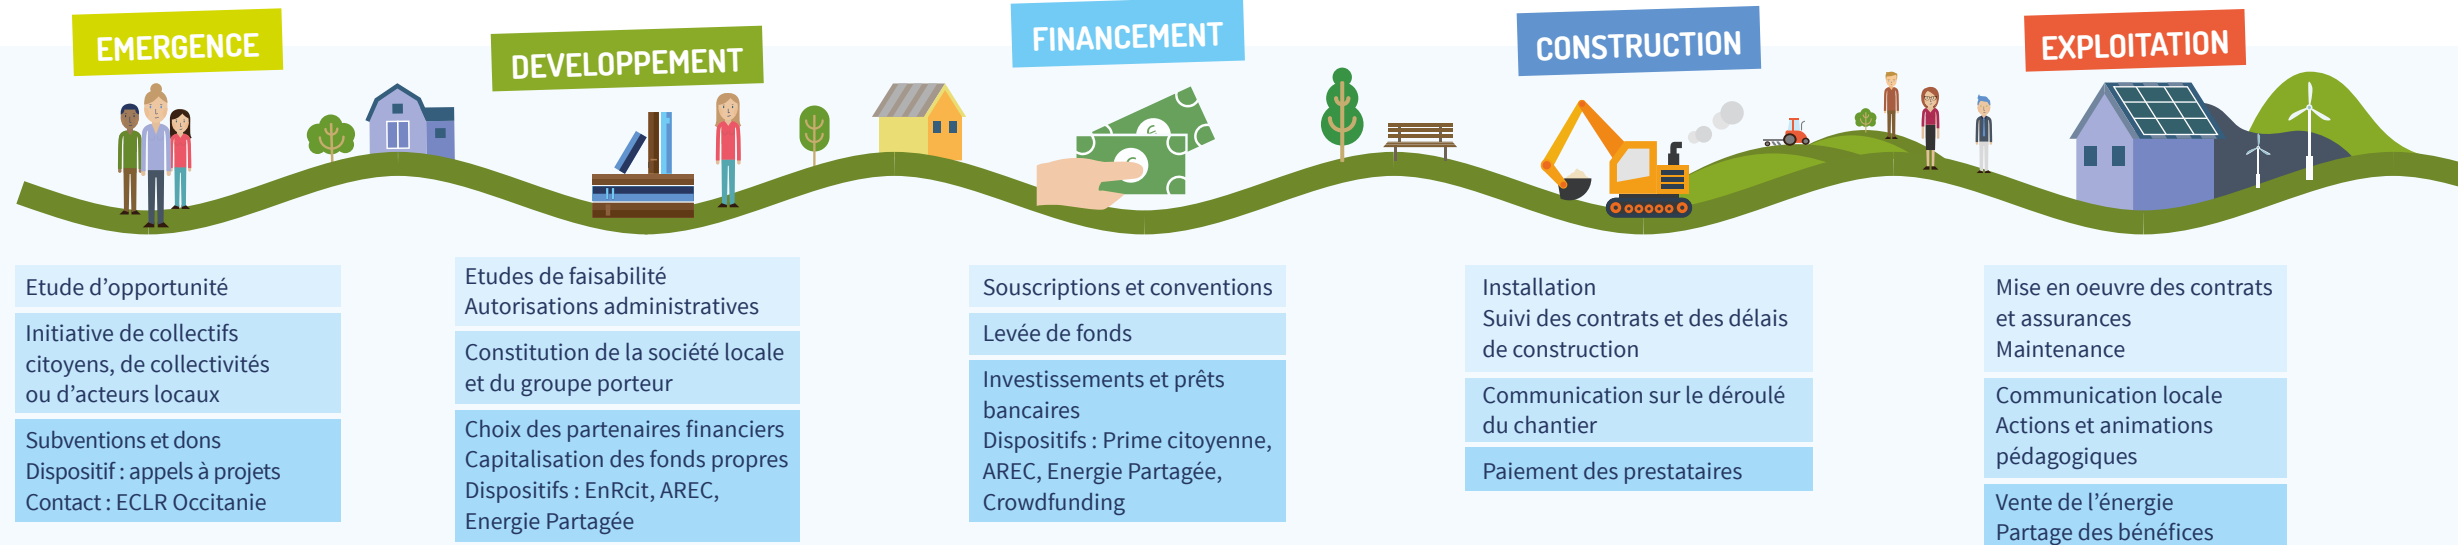 EMERGENCE
Etude d’opportunité
Initiative de collectifs
citoyens, de collectivités
ou d’acteurs locaux
Subventions et dons
Dispositif : appels à projets
Contact : ECLR Occitanie
DEVELOPPEMENT
Etudes de faisabilité
Autorisations administratives
Constitution de la société locale
et du groupe porteur
Choix des partenaires financiers
Capitalisation des fonds propres
Dispositifs : EnRcit, AREC,
Energie Partagée
FINANCEMENT
Souscriptions et conventions
Levée de fonds
Investissements et prêts
bancaires
Dispositifs : Prime citoyenne,
AREC, Energie Partagée,
Crowdfunding
CONSTRUCTION
Installation
Suivi des contrats et des délais
de construction
Communication sur le déroulé
du chantier
Paiement des prestataires
EXPLOITATION
Mise en oeuvre des contrats
et assurances
Maintenance
Communication locale
Actions et animations
pédagogiques
Vente de l’énergie
Partage des bénéfices